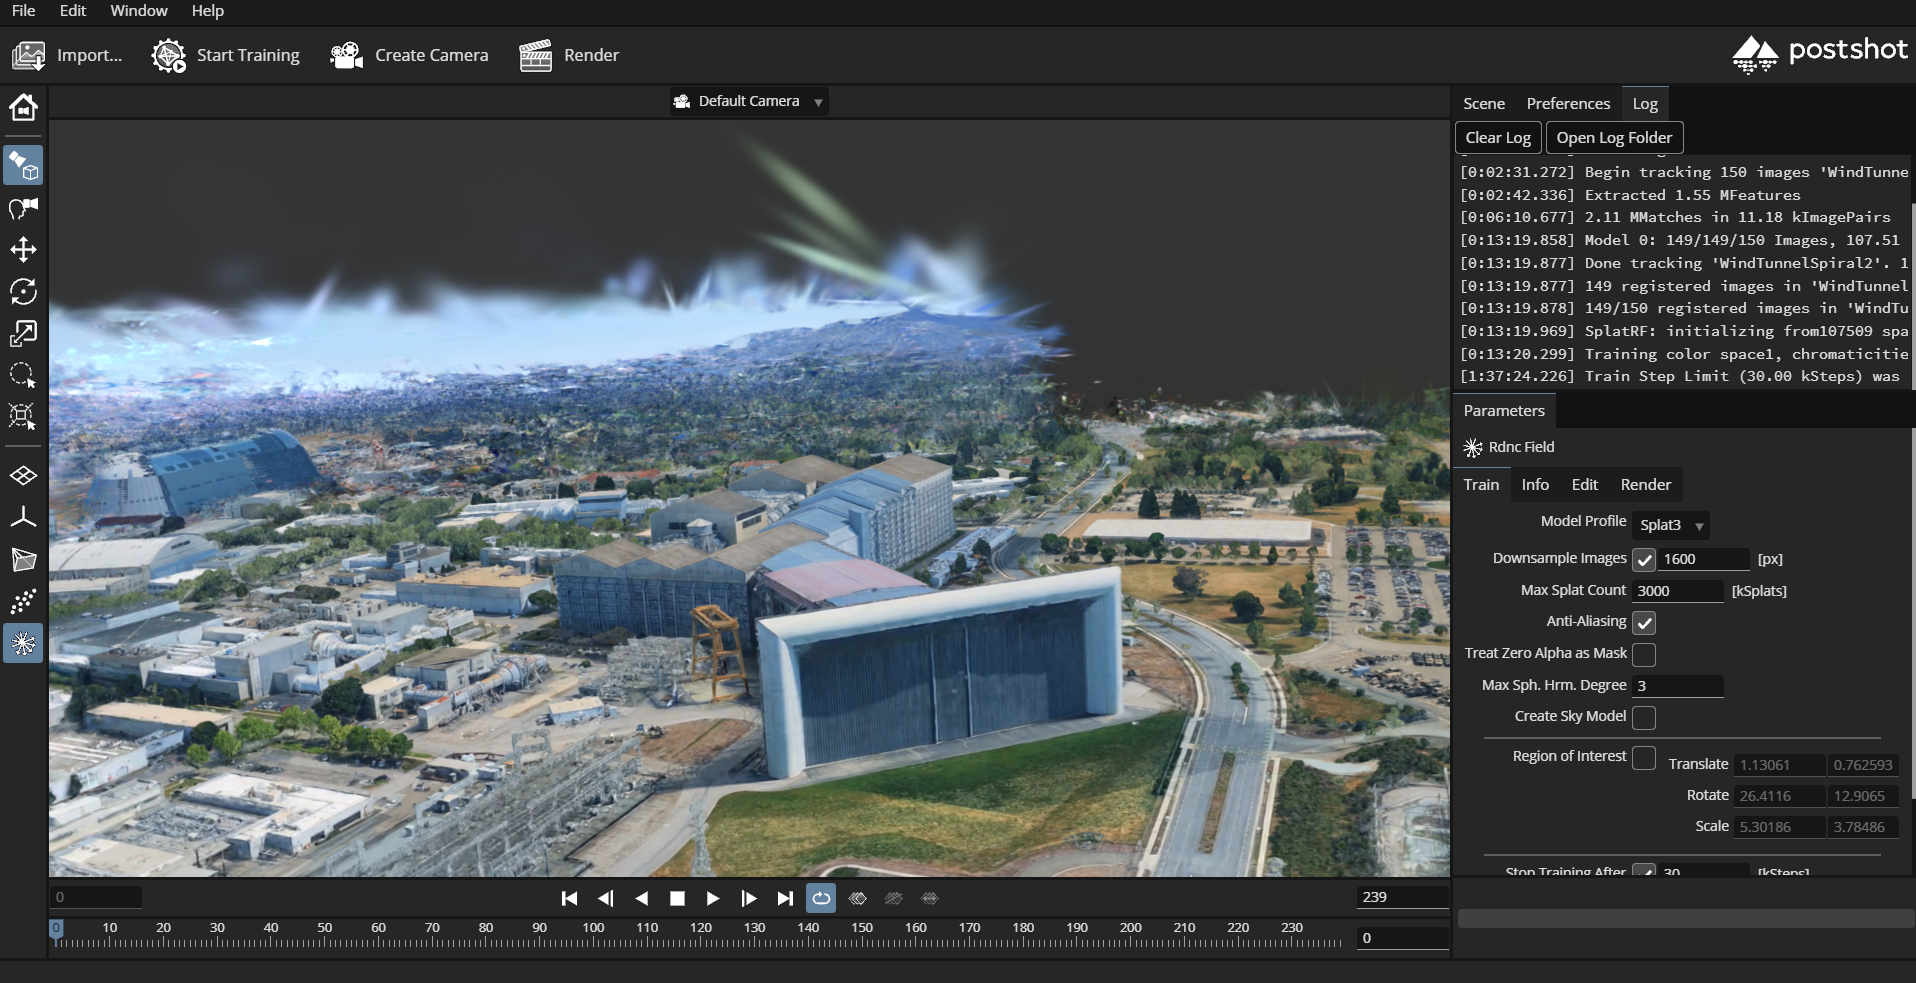 File Edit Window Help
Import... Start Training Create Camera Render
postshot
Default Camera
Scene Preferences Log
Clear Log Open Log Folder
[0:02:31.272] Begin tracking 150 images 'WindTunne
[0:02:42.336] Extracted 1.55 MFeatures
[0:06:10.677] 2.11 MMatches in 11.18 kImagePairs
[0:13:19.858] Model 0: 149/149/150 Images, 107.51
[0:13:19.877] Done tracking 'WindTunnelSpiral2'. 1
[0:13:19.877] 149 registered images in 'WindTunnel
[0:13:19.878] 149/150 registered images in 'WindTu
[0:13:19.969] SplatRF: initializing from107509 spa
[0:13:20.299] Training color space1, chromaticitie
[1:37:24.226] Train Step Limit (30.00 kSteps) was
Parameters
Rdnc Field
Train Info Edit Render
Model Profile Splat3
Downsample Images 1600 [px]
Max Splat Count 3000 [kSplats]
Anti-Aliasing
Treat Zero Alpha as Mask
Max Sph. Hrm. Degree 3
Create Sky Model
Region of Interest Translate 1.13061 0.762593
Rotate 26.4116 12.9065
Scale 5.30186 3.78486
Stop Training After 30 [kSteps]
0 239
0 10 20 30 40 50 60 70 80 90 100 110 120 130 140 150 160 170 180 190 200 210 220 230
0